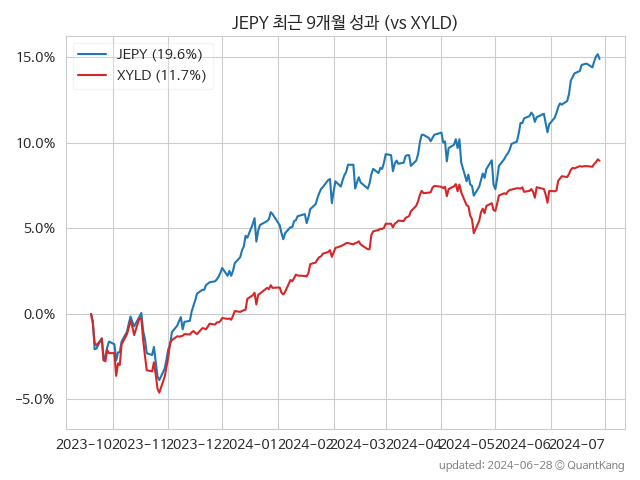 JEPY 최근 9개월 성과 (vs XYLD)
JEPY (19.6%)
XYLD (11.7%)
15.0%
10.0%
5.0%
0.0%
−5.0%
2023-10 2023-11 2023-12 2024-01 2024-02 2024-03 2024-04 2024-05 2024-06 2024-07
updated: 2024-06-28 © QuantKang